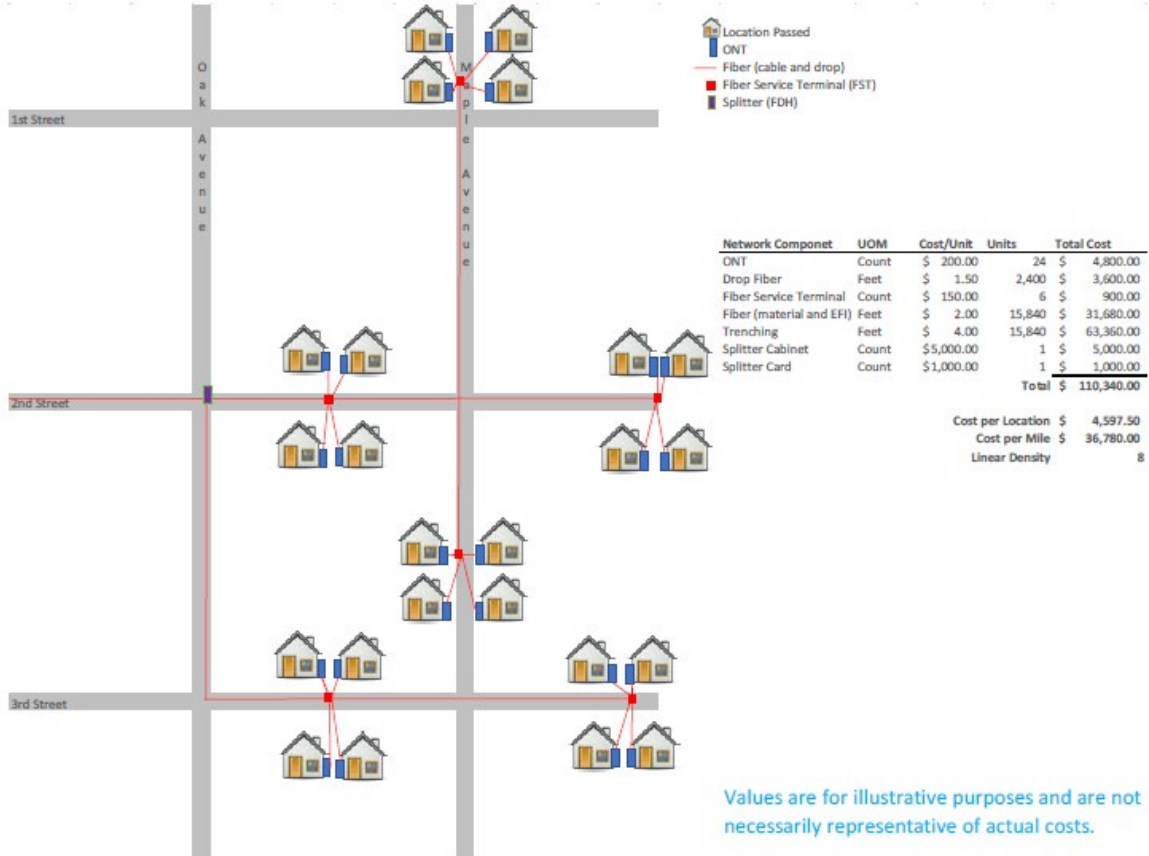 Location Passed
ONT
Fiber (cable and drop)
Fiber Service Terminal (FST)
Splitter (FDH)
Oak Avenue
Maple Avenue
1st Street
2nd Street
3rd Street
Network Componet UOM Cost/Unit Units Total Cost
ONT Count $ 200.00 24 $ 4,800.00
Drop Fiber Feet $ 1.50 2,400 $ 3,600.00
Fiber Service Terminal Count $ 150.00 6 $ 900.00
Fiber (material and EFI) Feet $ 2.00 15,840 $ 31,680.00
Trenching Feet $ 4.00 15,840 $ 63,360.00
Splitter Cabinet Count $5,000.00 1 $ 5,000.00
Splitter Card Count $1,000.00 1 $ 1,000.00
Total $ 110,340.00
Cost per Location $ 4,597.50
Cost per Mile $ 36,780.00
Linear Density 8
Values are for illustrative purposes and are not
necessarily representative of actual costs.